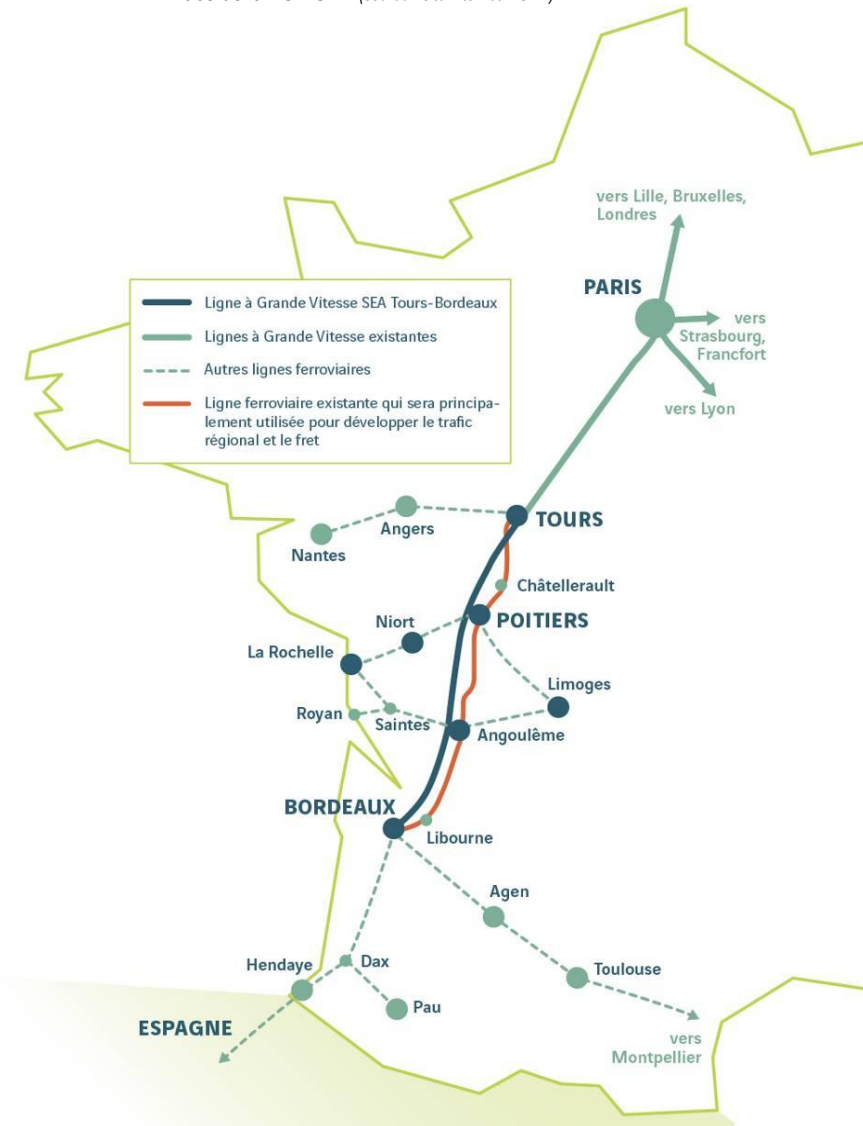 vers Lille, Bruxelles,
Londres
PARIS
vers
Strasbourg,
Francfort
vers Lyon
Ligne à Grande Vitesse SEA Tours-Bordeaux
Lignes à Grande Vitesse existantes
Autres lignes ferroviaires
Ligne ferroviaire existante qui sera principa-
lement utilisée pour développer le trafic
régional et le fret
TOURS
Angers
Nantes
Châtellerault
POITIERS
Niort
La Rochelle
Limoges
Royan
Saintes
Angoulême
BORDEAUX
Libourne
Agen
Hendaye
Dax
Toulouse
Pau
ESPAGNE
vers
Montpellier